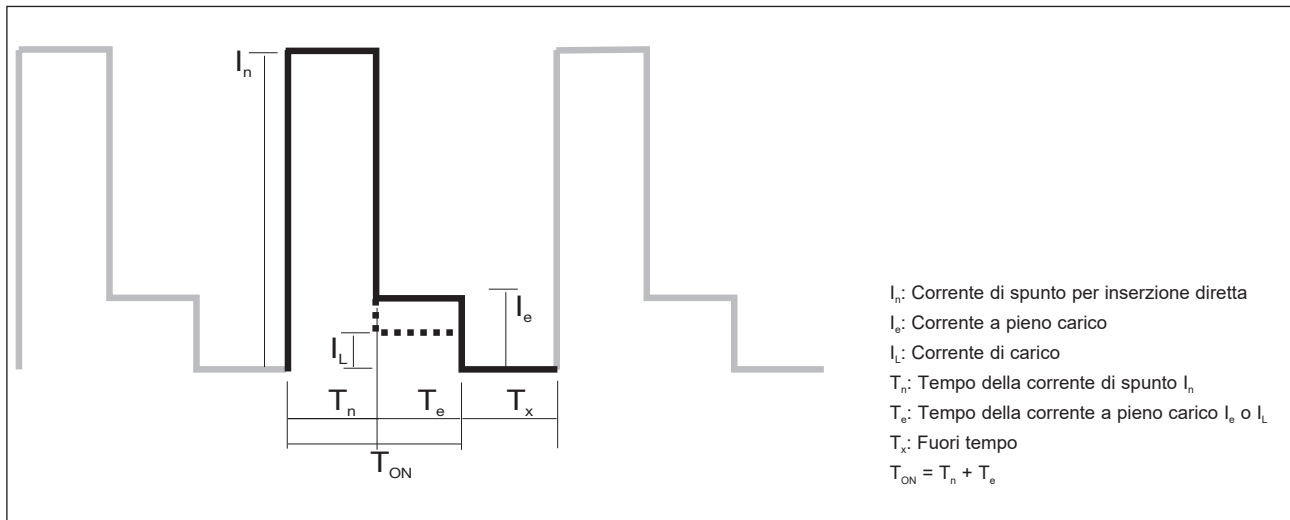 Iₙ
Iₑ
I_L
Tₙ
Tₑ
Tₓ
T_ON
Iₙ: Corrente di spunto per inserzione diretta
Iₑ: Corrente a pieno carico
I_L: Corrente di carico
Tₙ: Tempo della corrente di spunto Iₙ
Tₑ: Tempo della corrente a pieno carico Iₑ o I_L
Tₓ: Fuori tempo
T_ON = Tₙ + Tₑ